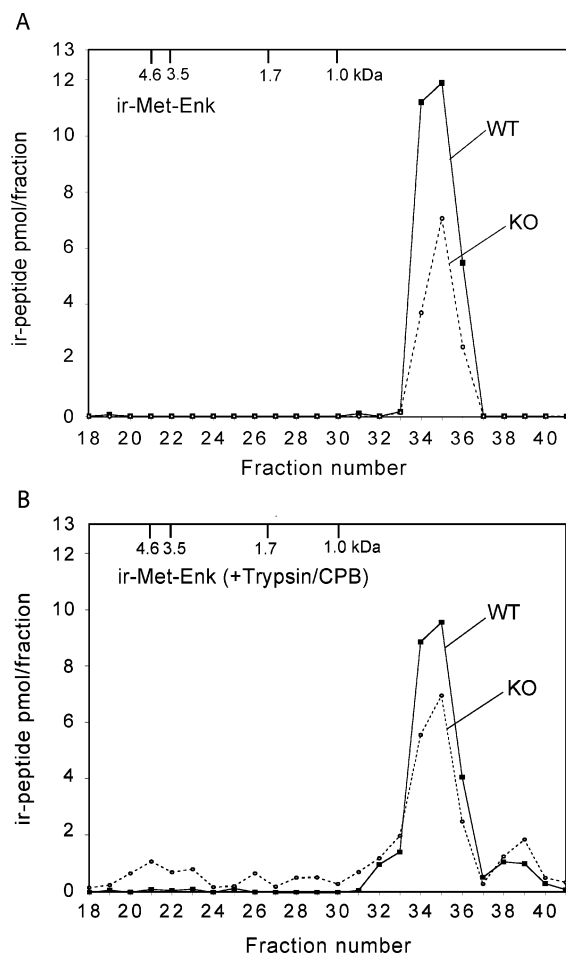 A
13
4.6 3.5 1.7 1.0 kDa
12
ir-Met-Enk
WT
10
8
KO
6
4
2
0
ir-peptide pmol/fraction
18 20 22 24 26 28 30 32 34 36 38 40
Fraction number
B
13
4.6 3.5 1.7 1.0 kDa
12
ir-Met-Enk (+Trypsin/CPB)
WT
10
8
KO
6
4
2
0
ir-peptide pmol/fraction
18 20 22 24 26 28 30 32 34 36 38 40
Fraction number